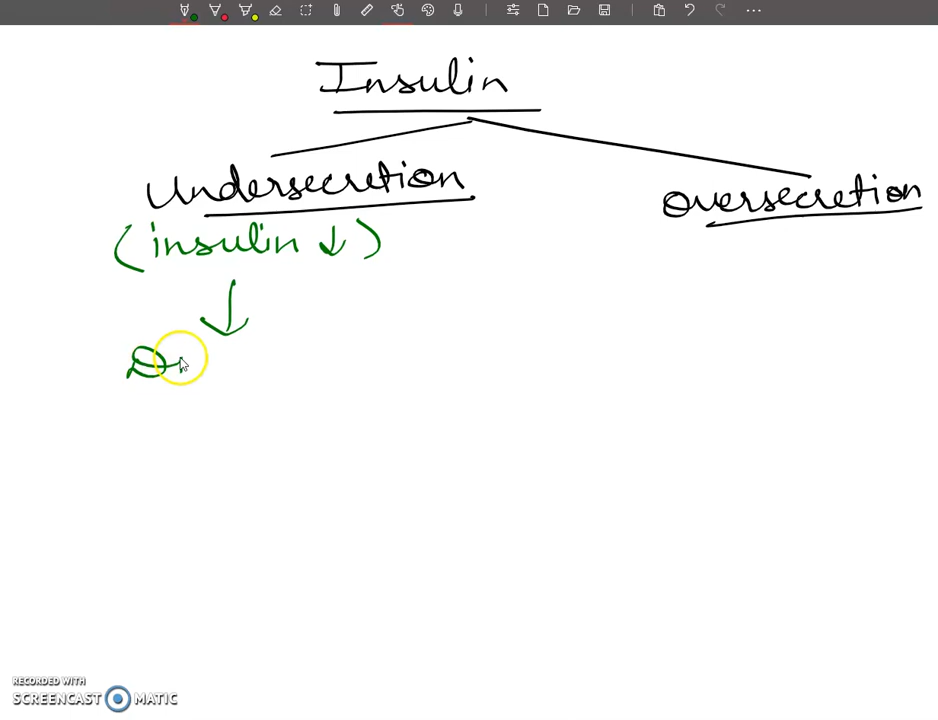 Insulin
Undersecretion
Oversecretion
(insulin ↓)
↓
D
RECORDED WITH
SCREENCAST MATIC